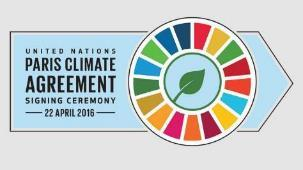 UNITED NATIONS
PARIS CLIMATE
AGREEMENT
SIGNING CEREMONY
22 APRIL 2016